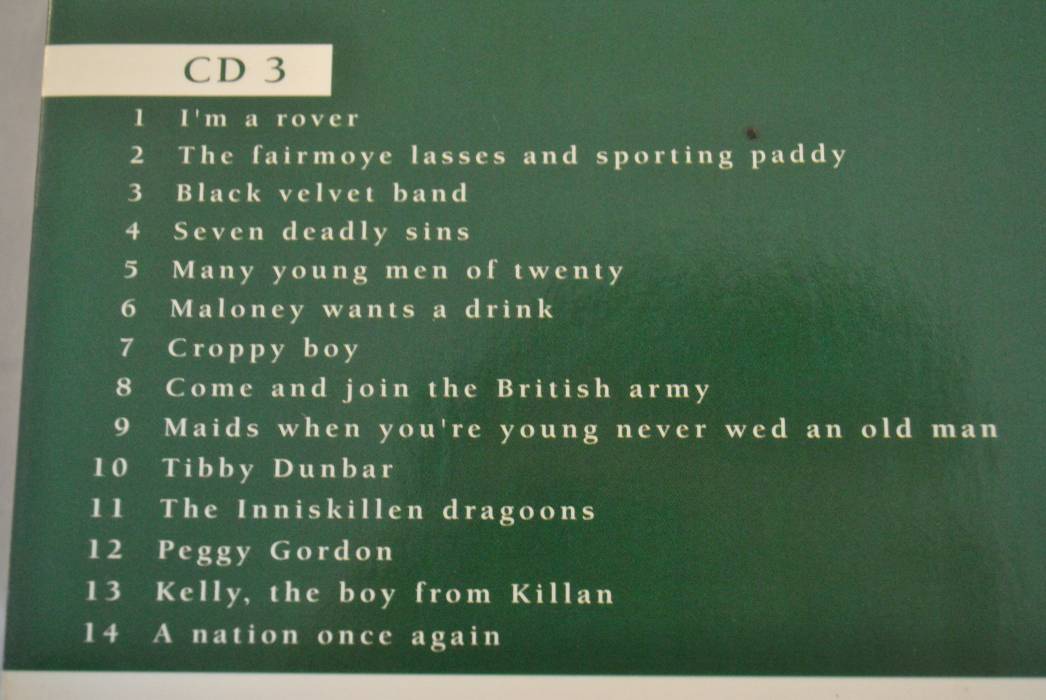 CD 3
1 I'm a rover
2 The fairmoye lasses and sporting paddy
3 Black velvet band
4 Seven deadly sins
5 Many young men of twenty
6 Maloney wants a drink
7 Croppy boy
8 Come and join the British army
9 Maids when you're young never wed an old man
10 Tibby Dunbar
11 The Inniskillen dragoons
12 Peggy Gordon
13 Kelly, the boy from Killan
14 A nation once again